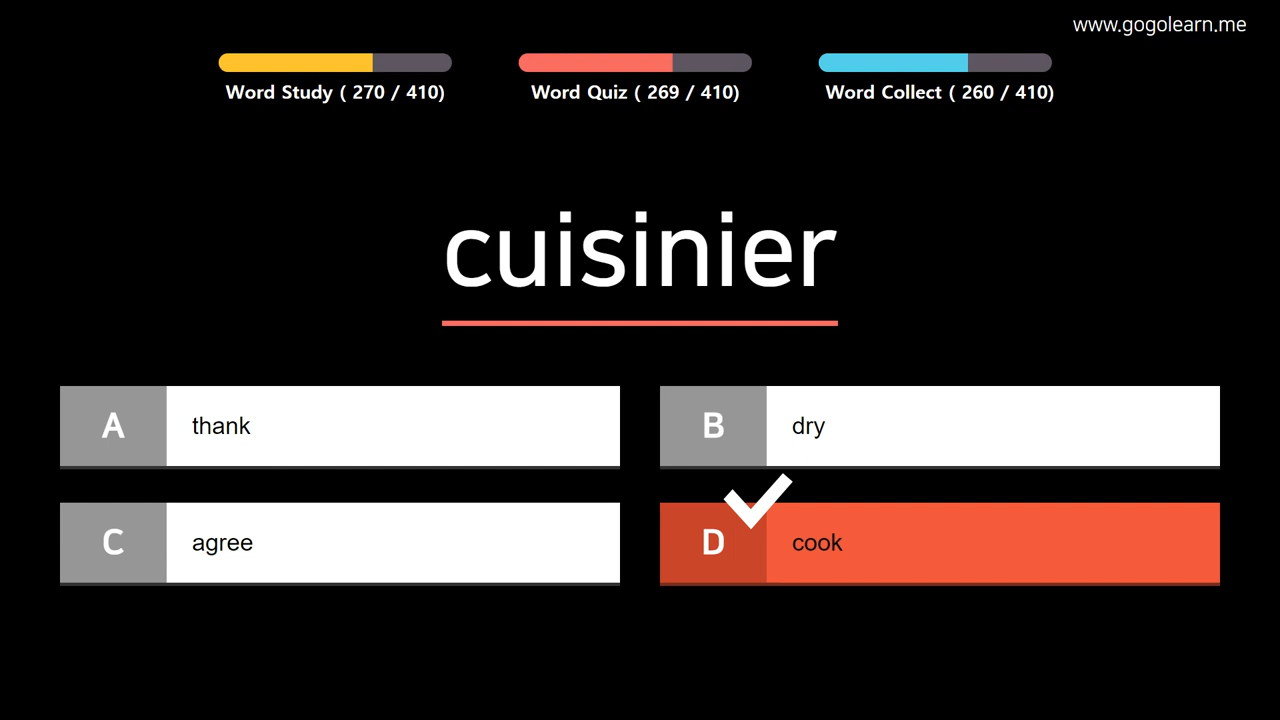 www.gogolearn.me
Word Study ( 270 / 410)
Word Quiz ( 269 / 410)
Word Collect ( 260 / 410)
cuisinier
A
thank
B
dry
C
agree
D
cook